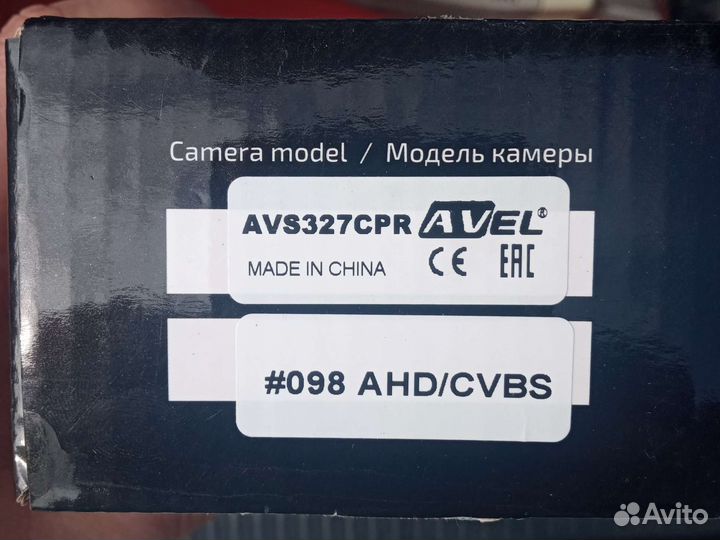 Camera model / Модель камеры
AVS327CPR AVEL®
MADE IN CHINA CE EAC
#098 AHD/CVBS
Avito